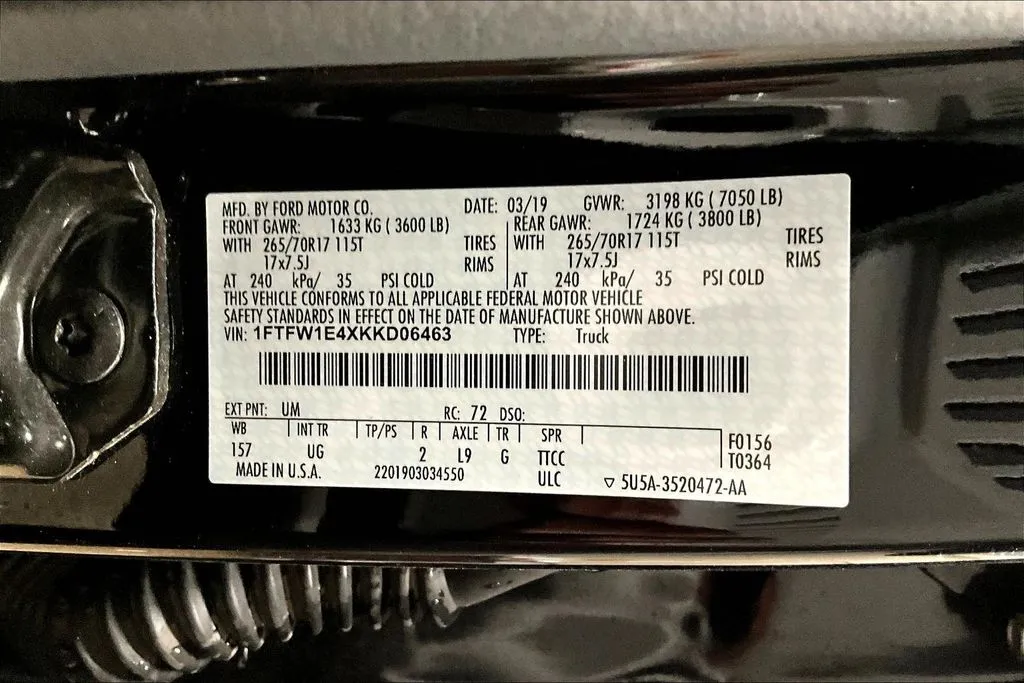 MFD. BY FORD MOTOR CO. DATE: 03/19 GVWR: 3198 KG ( 7050 LB)
FRONT GAWR: 1633 KG ( 3600 LB) REAR GAWR: 1724 KG ( 3800 LB)
WITH 265/70R17 115T TIRES WITH 265/70R17 115T TIRES
17x7.5J RIMS 17x7.5J RIMS
AT 240 kPa/ 35 PSI COLD AT 240 kPa/ 35 PSI COLD
THIS VEHICLE CONFORMS TO ALL APPLICABLE FEDERAL MOTOR VEHICLE
SAFETY STANDARDS IN EFFECT ON THE DATE OF MANUFACTURE SHOWN ABOVE.
VIN: 1FTFW1E4XKKD06463 TYPE: Truck
EXT PNT: UM RC: 72 DSO:
WB INT TR TP/PS R AXLE TR SPR F0156
157 UG 2 L9 G TTCC T0364
MADE IN U.S.A. 2201903034550 ULC ▽ 5U5A-3520472-AA